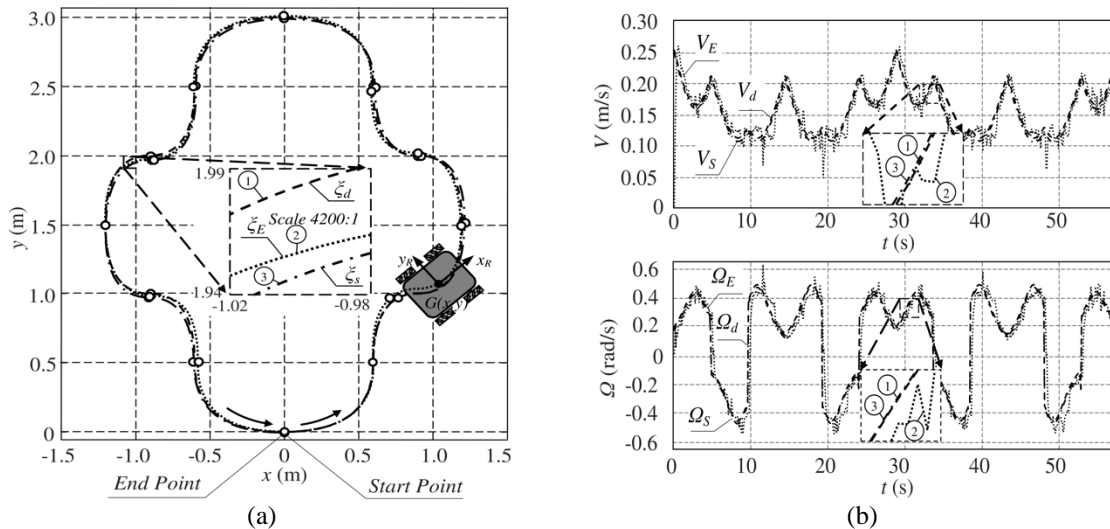 3.0
2.5
2.0
1.5
1.0
0.5
0
y (m)
-1.5
-1.0
-0.5
0
0.5
1.0
1.5
x (m)
End Point
Start Point
1.99
1
ξd
Scale 4200:1
ξE
2
3
ξs
1.94
-1.02
-0.98
yR
xR
G(x,y)
(a)
0.30
0.25
0.20
0.15
0.10
0.05
0
V (m/s)
VE
Vd
VS
1
3
2
0
10
20
30
40
50
t (s)
0.6
0.4
0.2
0
-0.2
-0.4
-0.6
Ω (rad/s)
ΩE
Ωd
ΩS
1
3
2
0
10
20
30
40
50
t (s)
(b)